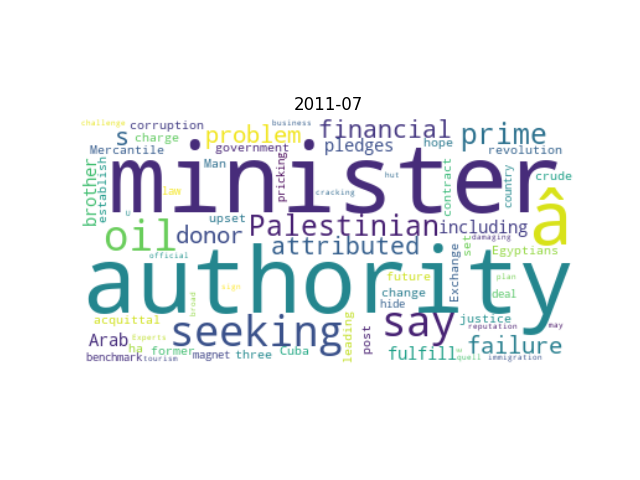 2011-07
challenge
corruption
business
financial
prime
s
charge
problem
Mercantile
government
pledges
hope
revolution
minister
Man
pricking
crude
brother
establish
law
cracking
hut
contract
country
â
u
upset
Palestinian
including
oil
donor
attributed
set
damaging
Egyptians
official
authority
Exchange
future
plan
broad
sign
change
deal
hide
acquittal
seeking
say
justice
reputation
may
Arab
Experts
leading
post
failure
ha
former
magnet
three
Cuba
fulfill
benchmark
tourism
quell
immigration